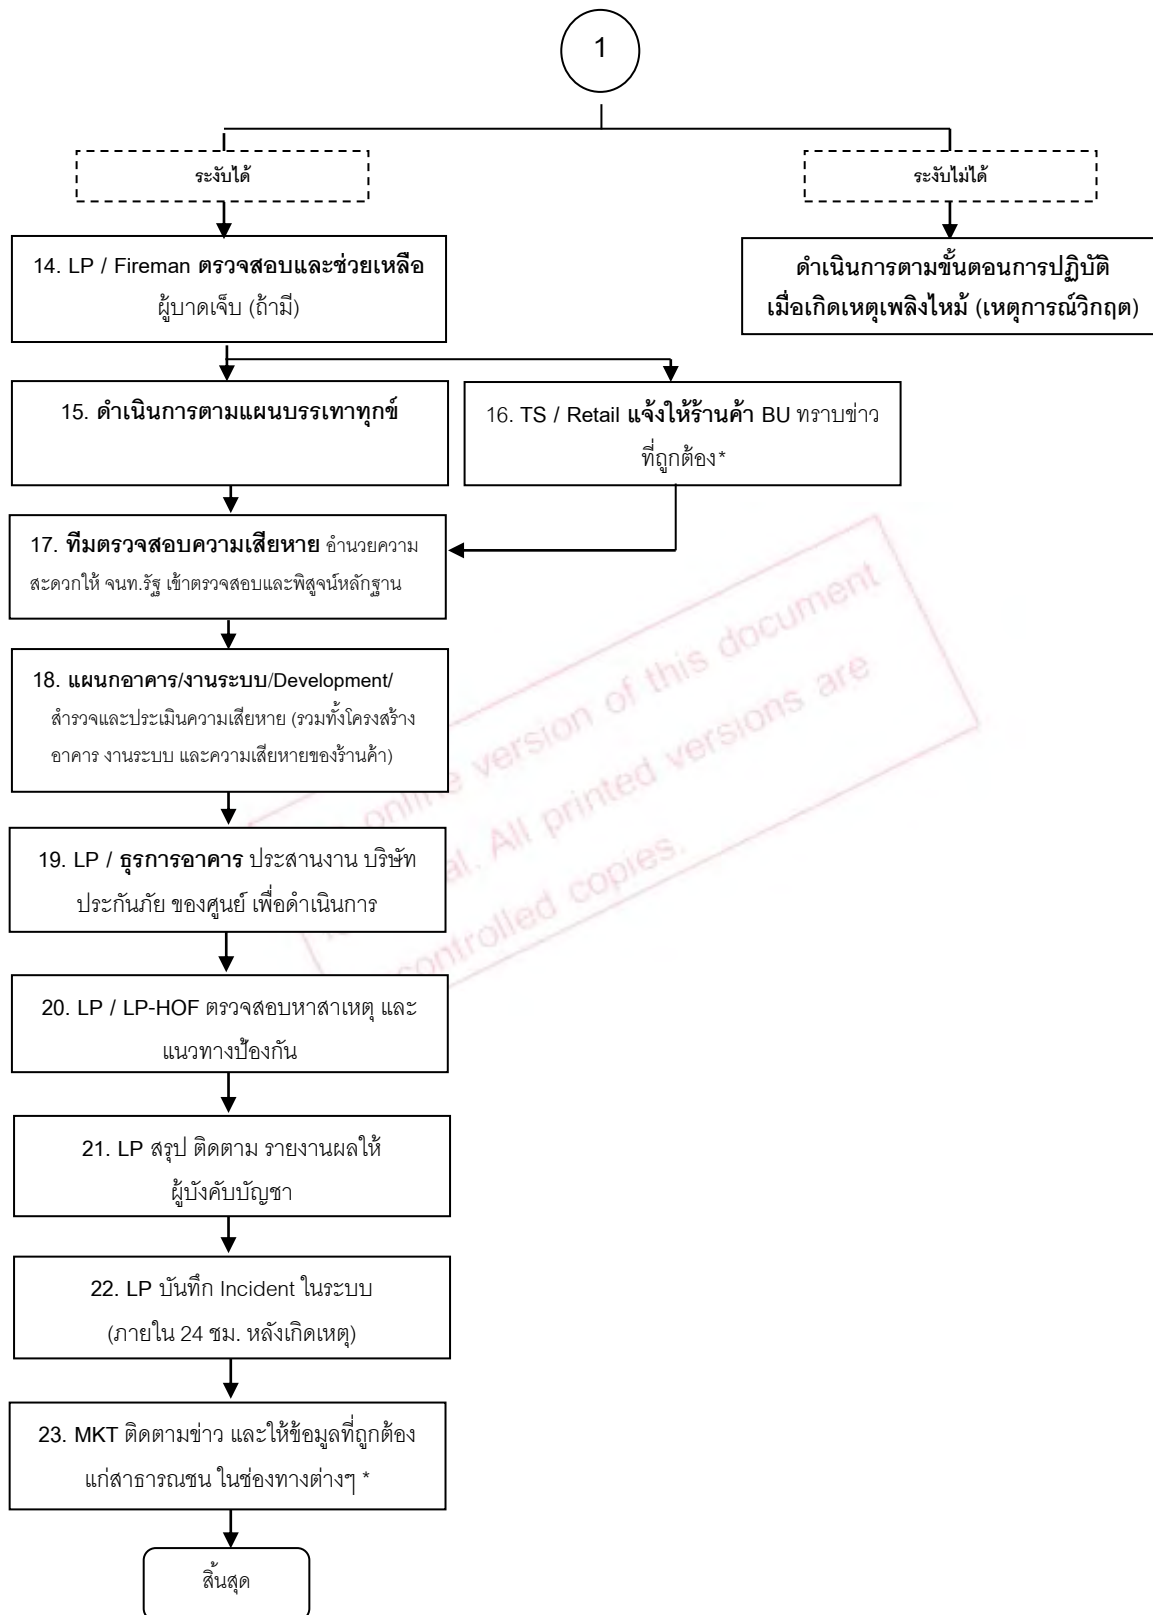 1
ระงับได้
ระงับไม่ได้
14. LP / Fireman ตรวจสอบและช่วยเหลือ
ผู้บาดเจ็บ (ถ้ามี)
ดำเนินการตามขั้นตอนการปฏิบัติ
เมื่อเกิดเหตุเพลิงไหม้ (เหตุการณ์วิกฤต)
15. ดำเนินการตามแผนบรรเทาทุกข์
16. TS / Retail แจ้งให้ร้านค้า BU ทราบข่าว
ที่ถูกต้อง*
17. ทีมตรวจสอบความเสียหาย อำนวยความ
สะดวกให้ จนท.รัฐ เข้าตรวจสอบและพิสูจน์หลักฐาน
18. แผนกอาคาร/งานระบบ/Development/
สำรวจและประเมินความเสียหาย (รวมทั้งโครงสร้าง
อาคาร งานระบบ และความเสียหายของร้านค้า)
19. LP / ธุรการอาคาร ประสานงาน บริษัท
ประกันภัย ของศูนย์ เพื่อดำเนินการ
20. LP / LP-HOF ตรวจสอบหาสาเหตุ และ
แนวทางป้องกัน
21. LP สรุป ติดตาม รายงานผลให้
ผู้บังคับบัญชา
22. LP บันทึก Incident ในระบบ
(ภายใน 24 ชม. หลังเกิดเหตุ)
23. MKT ติดตามข่าว และให้ข้อมูลที่ถูกต้อง
แก่สาธารณชน ในช่องทางต่างๆ *
สิ้นสุด
online version of this document
All printed versions are
copies.